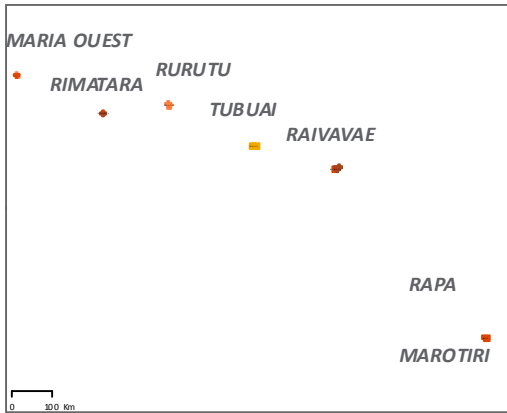 MARIA OUEST
RURUTU
RIMATARA
TUBUAI
RAIVAVAE
RAPA
MAROTIRI
0 100 Km